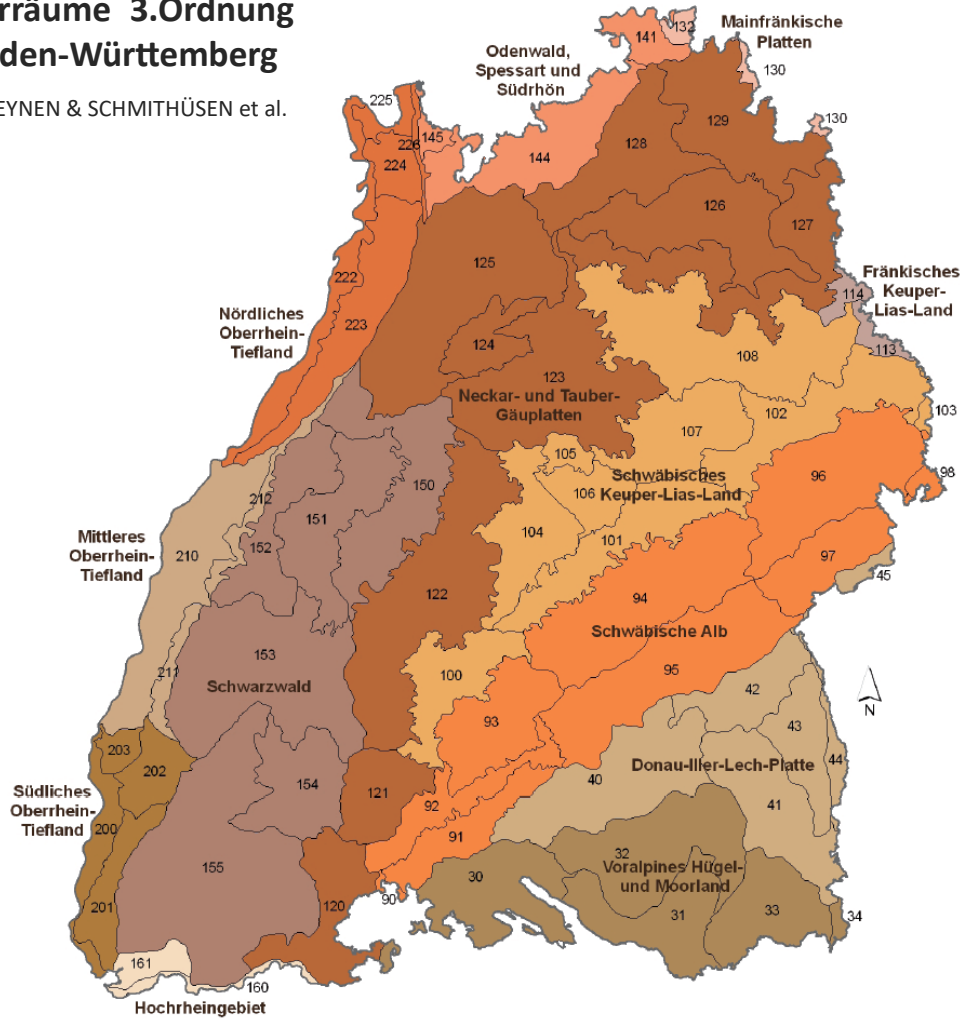 rräume 3.Ordnung
den-Württemberg
EYNEN & SCHMITHÜSEN et al.
Odenwald,
Spessart und
Südrhön
Mainfränkische
Platten
141
132
130
130
225
226
145
224
144
128
129
126
127
125
222
223
Nördliches
Oberrhein-
Tiefland
Fränkisches
Keuper-
Lias-Land
114
113
124
123
Neckar- und Tauber-
Gäuplatten
108
102
103
107
105
Schwäbisches
Keuper-Lias-Land
106
96
98
150
212
151
152
104
101
97
45
Mittleres
Oberrhein-
Tiefland
210
122
94
Schwäbische Alb
95
153
Schwarzwald
211
100
N
42
93
43
44
203
202
154
121
40
Donau-Iller-Lech-Platte
41
Südliches
Oberrhein-
Tiefland
200
92
91
155
32
Voralpines Hügel-
und Moorland
30
90
201
120
31
33
34
161
160
Hochrheingebiet